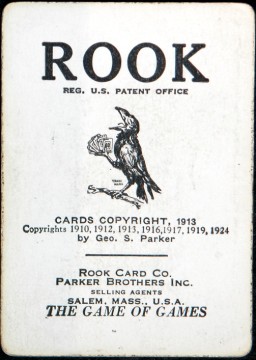 ROOK
REG. U.S. PATENT OFFICE
CARDS COPYRIGHT, 1913
Copyrights 1910, 1912, 1913, 1916, 1917, 1919, 1924
by Geo. S. Parker
ROOK CARD CO.
PARKER BROTHERS INC.
SELLING AGENTS
SALEM, MASS., U.S.A.
THE GAME OF GAMES